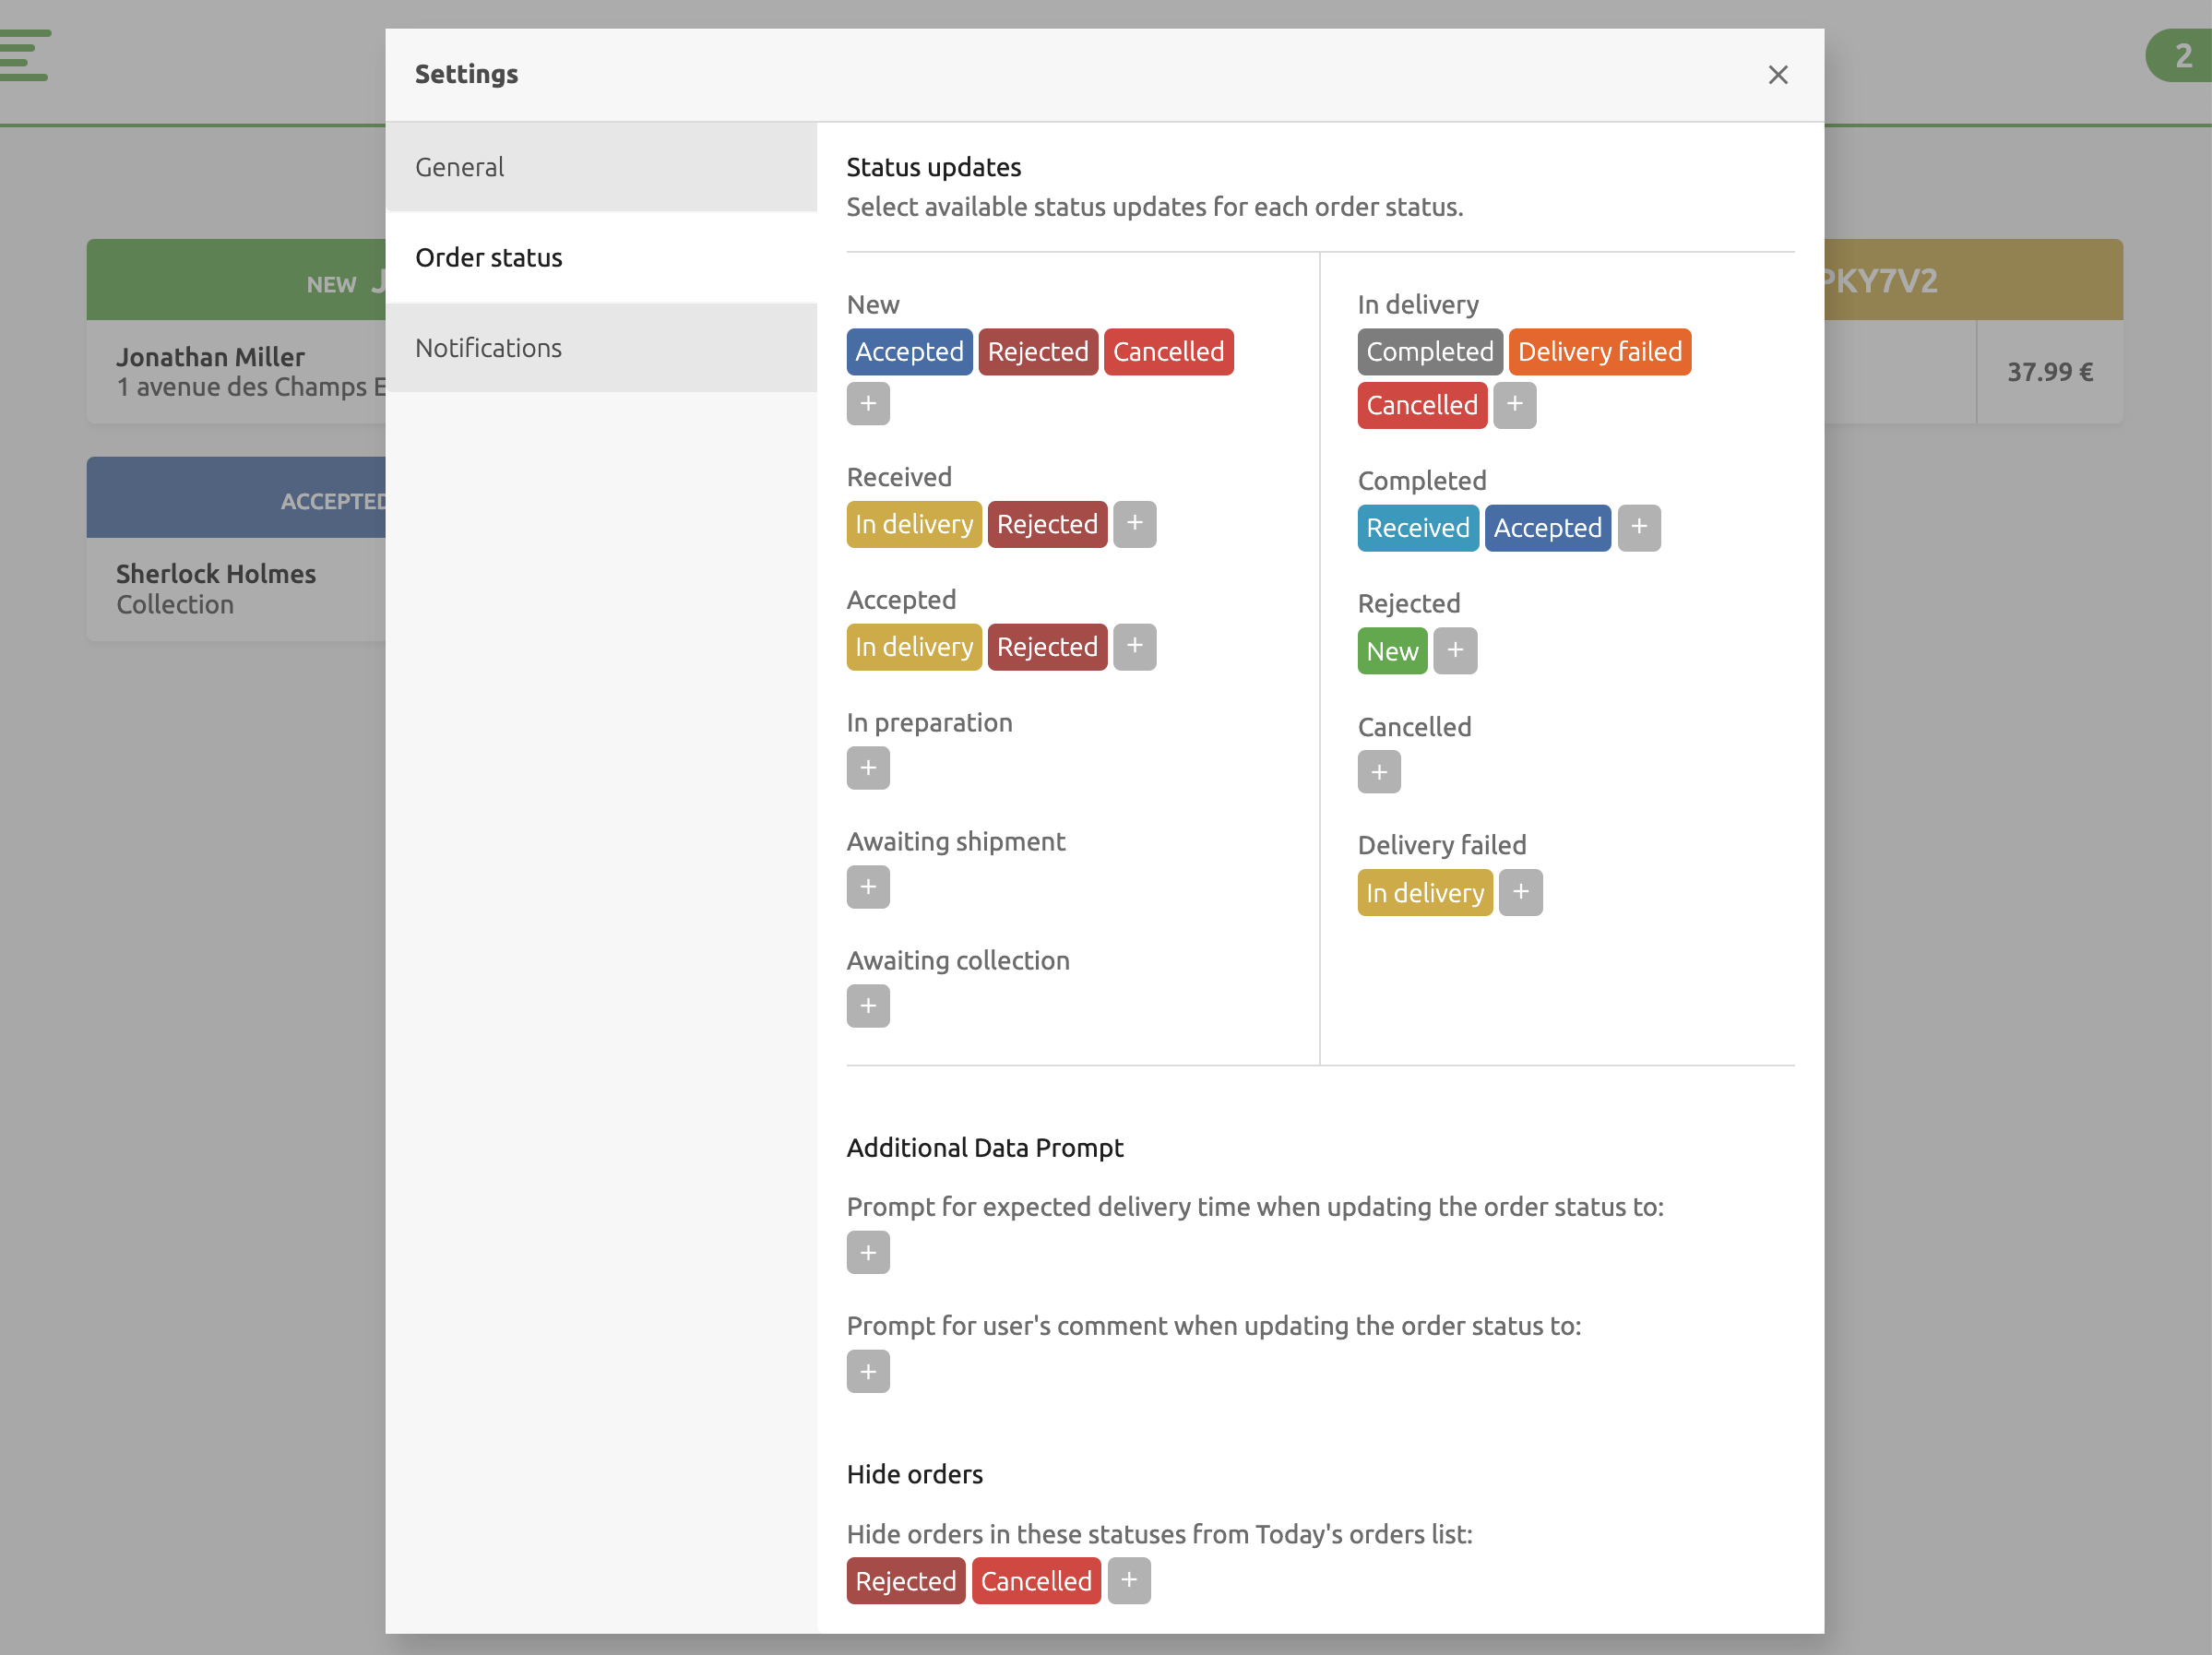 2
Settings
General
Order status
Notifications
Status updates
Select available status updates for each order status.
New
Accepted Rejected Cancelled
+
Received
In delivery Rejected +
Accepted
In delivery Rejected +
In preparation
+
Awaiting shipment
+
Awaiting collection
+
In delivery
Completed Delivery failed
Cancelled +
Completed
Received Accepted +
Rejected
New +
Cancelled
+
Delivery failed
In delivery +
Additional Data Prompt
Prompt for expected delivery time when updating the order status to:
+
Prompt for user's comment when updating the order status to:
+
Hide orders
Hide orders in these statuses from Today's orders list:
Rejected Cancelled +
NEW J
Jonathan Miller
1 avenue des Champs E
ACCEPTED
Sherlock Holmes
Collection
PKY7V2
37.99 €